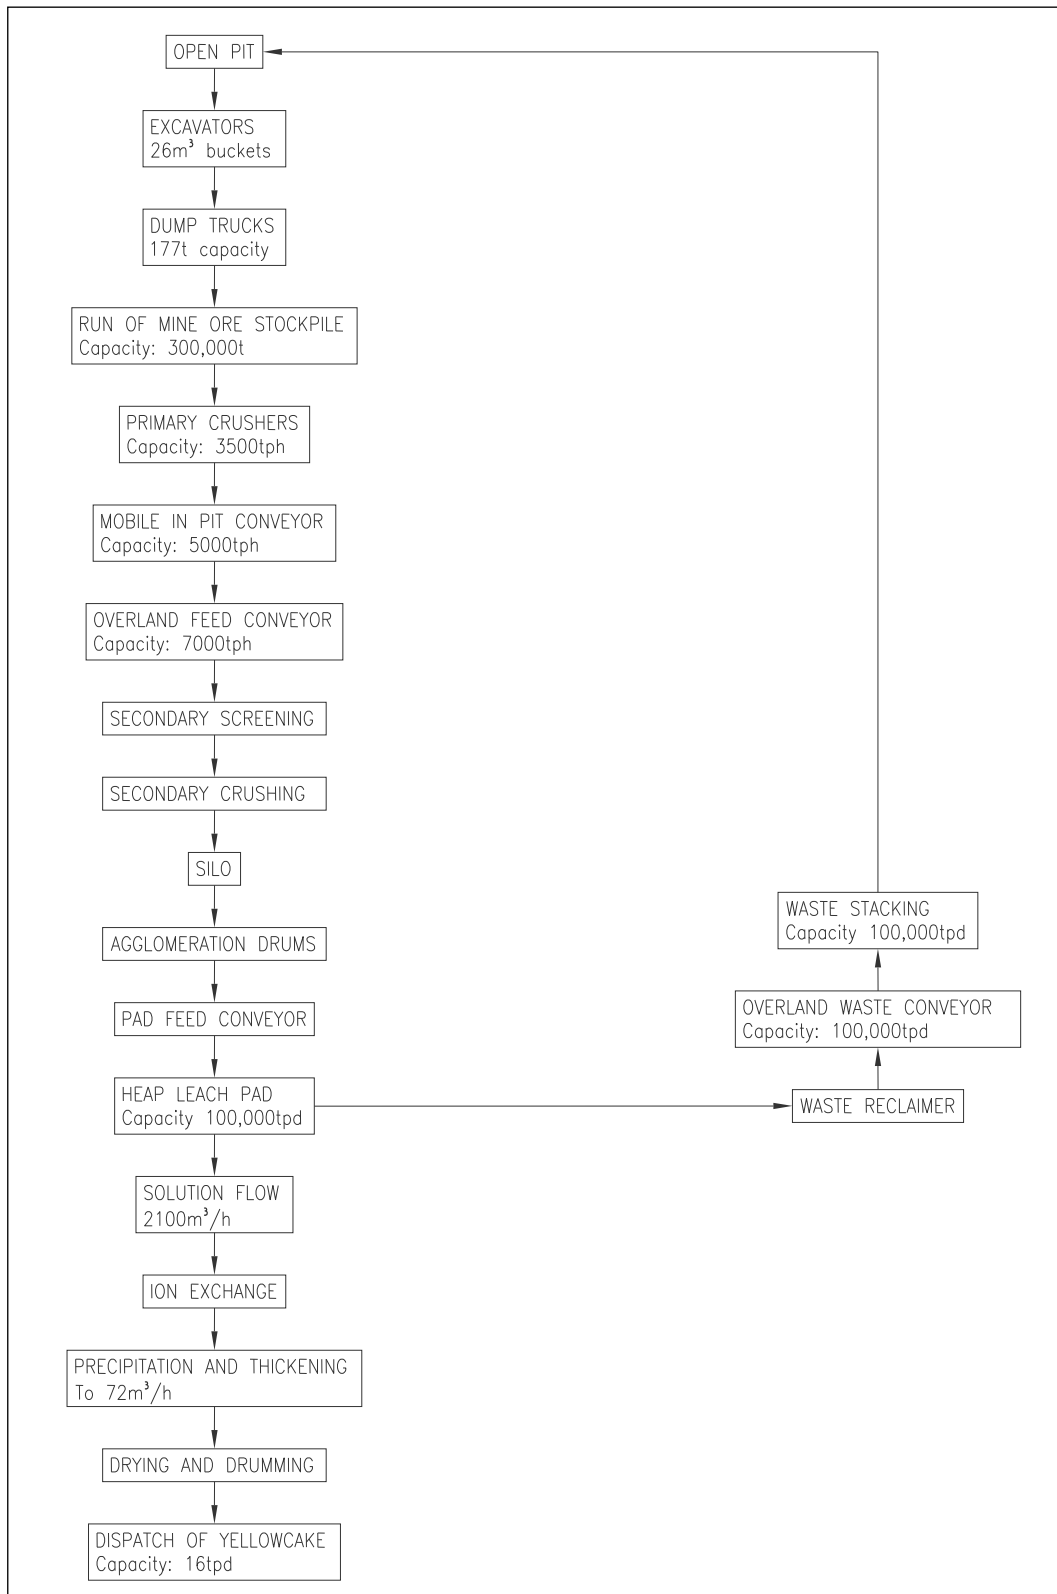 OPEN PIT
EXCAVATORS
26m³ buckets
DUMP TRUCKS
177t capacity
RUN OF MINE ORE STOCKPILE
Capacity: 300,000t
PRIMARY CRUSHERS
Capacity: 3500tph
MOBILE IN PIT CONVEYOR
Capacity: 5000tph
OVERLAND FEED CONVEYOR
Capacity: 7000tph
SECONDARY SCREENING
SECONDARY CRUSHING
SILO
AGGLOMERATION DRUMS
PAD FEED CONVEYOR
HEAP LEACH PAD
Capacity 100,000tpd
SOLUTION FLOW
2100m³/h
ION EXCHANGE
PRECIPITATION AND THICKENING
To 72m³/h
DRYING AND DRUMMING
DISPATCH OF YELLOWCAKE
Capacity: 16tpd
WASTE STACKING
Capacity 100,000tpd
OVERLAND WASTE CONVEYOR
Capacity: 100,000tpd
WASTE RECLAIMER